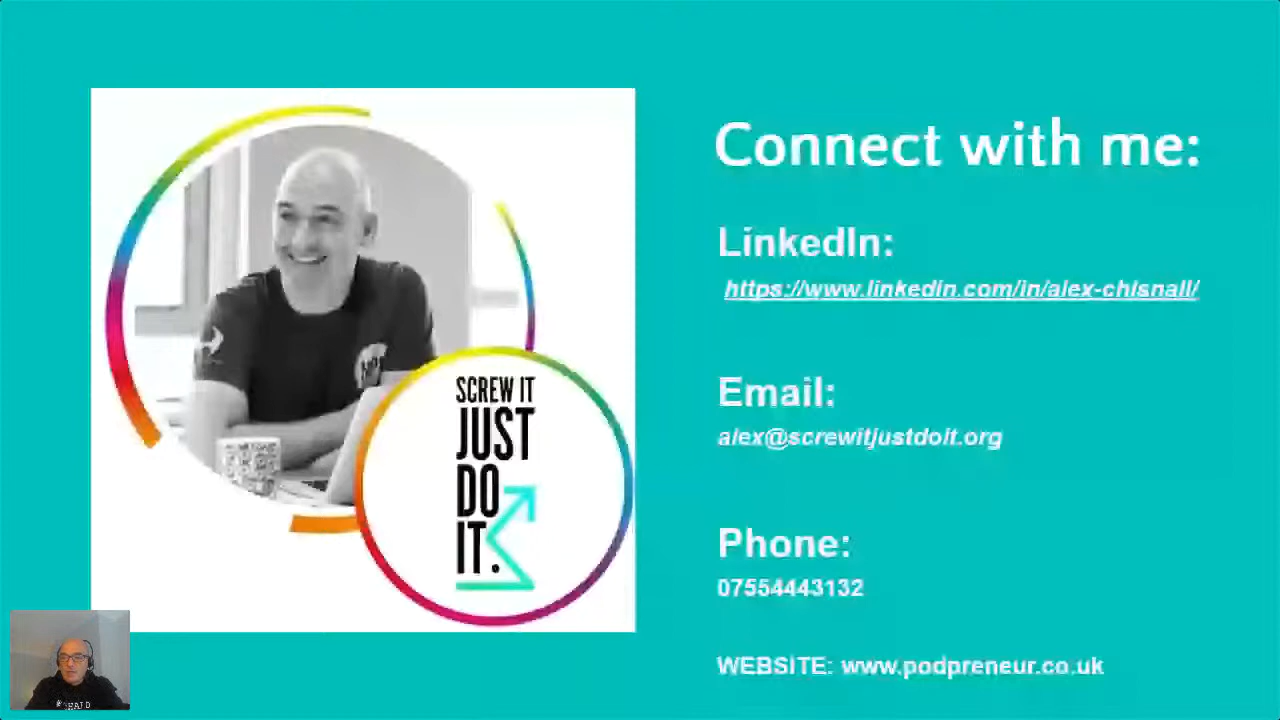 Connect with me:
LinkedIn:
https://www.linkedin.com/in/alex-chisnall/
Email:
alex@screwitjustdoit.org
Phone:
07554443132
WEBSITE: www.podpreneur.co.uk
SCREW IT
JUST
DO
IT.